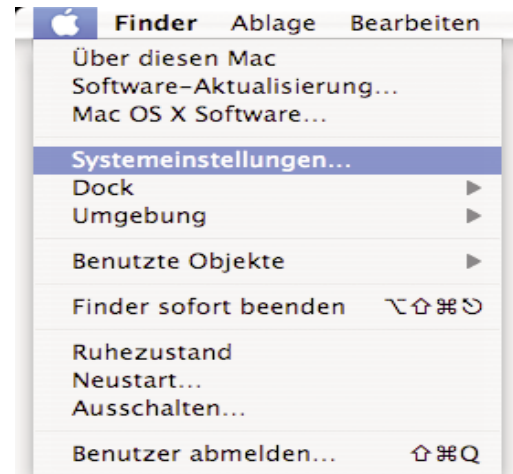 Finder Ablage Bearbeiten
Über diesen Mac
Software-Aktualisierung...
Mac OS X Software...
Systemeinstellungen...
Dock
Umgebung
Benutzte Objekte
Finder sofort beenden ⌥⇧⌘⎋
Ruhezustand
Neustart...
Ausschalten...
Benutzer abmelden... ⇧⌘Q